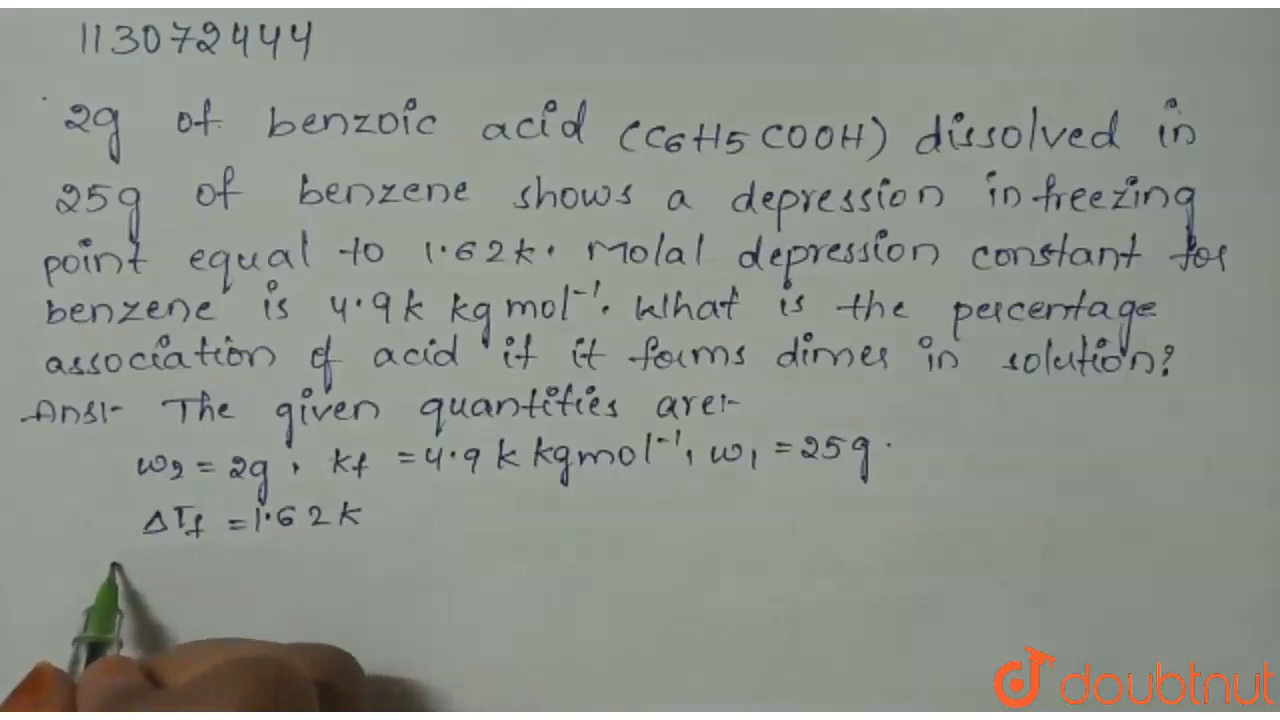 113072444
2g of benzoic acid (C6H5COOH) dissolved in
25g of benzene shows a depression in freezing
point equal to 1.62k. Molal depression constant for
benzene is 4.9k kg mol⁻¹. What is the percentage
association of acid if it forms dimer in solution?
Ans:- The given quantities are:-
w₂ = 2g, kf = 4.9 k kg mol⁻¹, w₁ = 25g.
ΔTf = 1.62 k
doubtnut